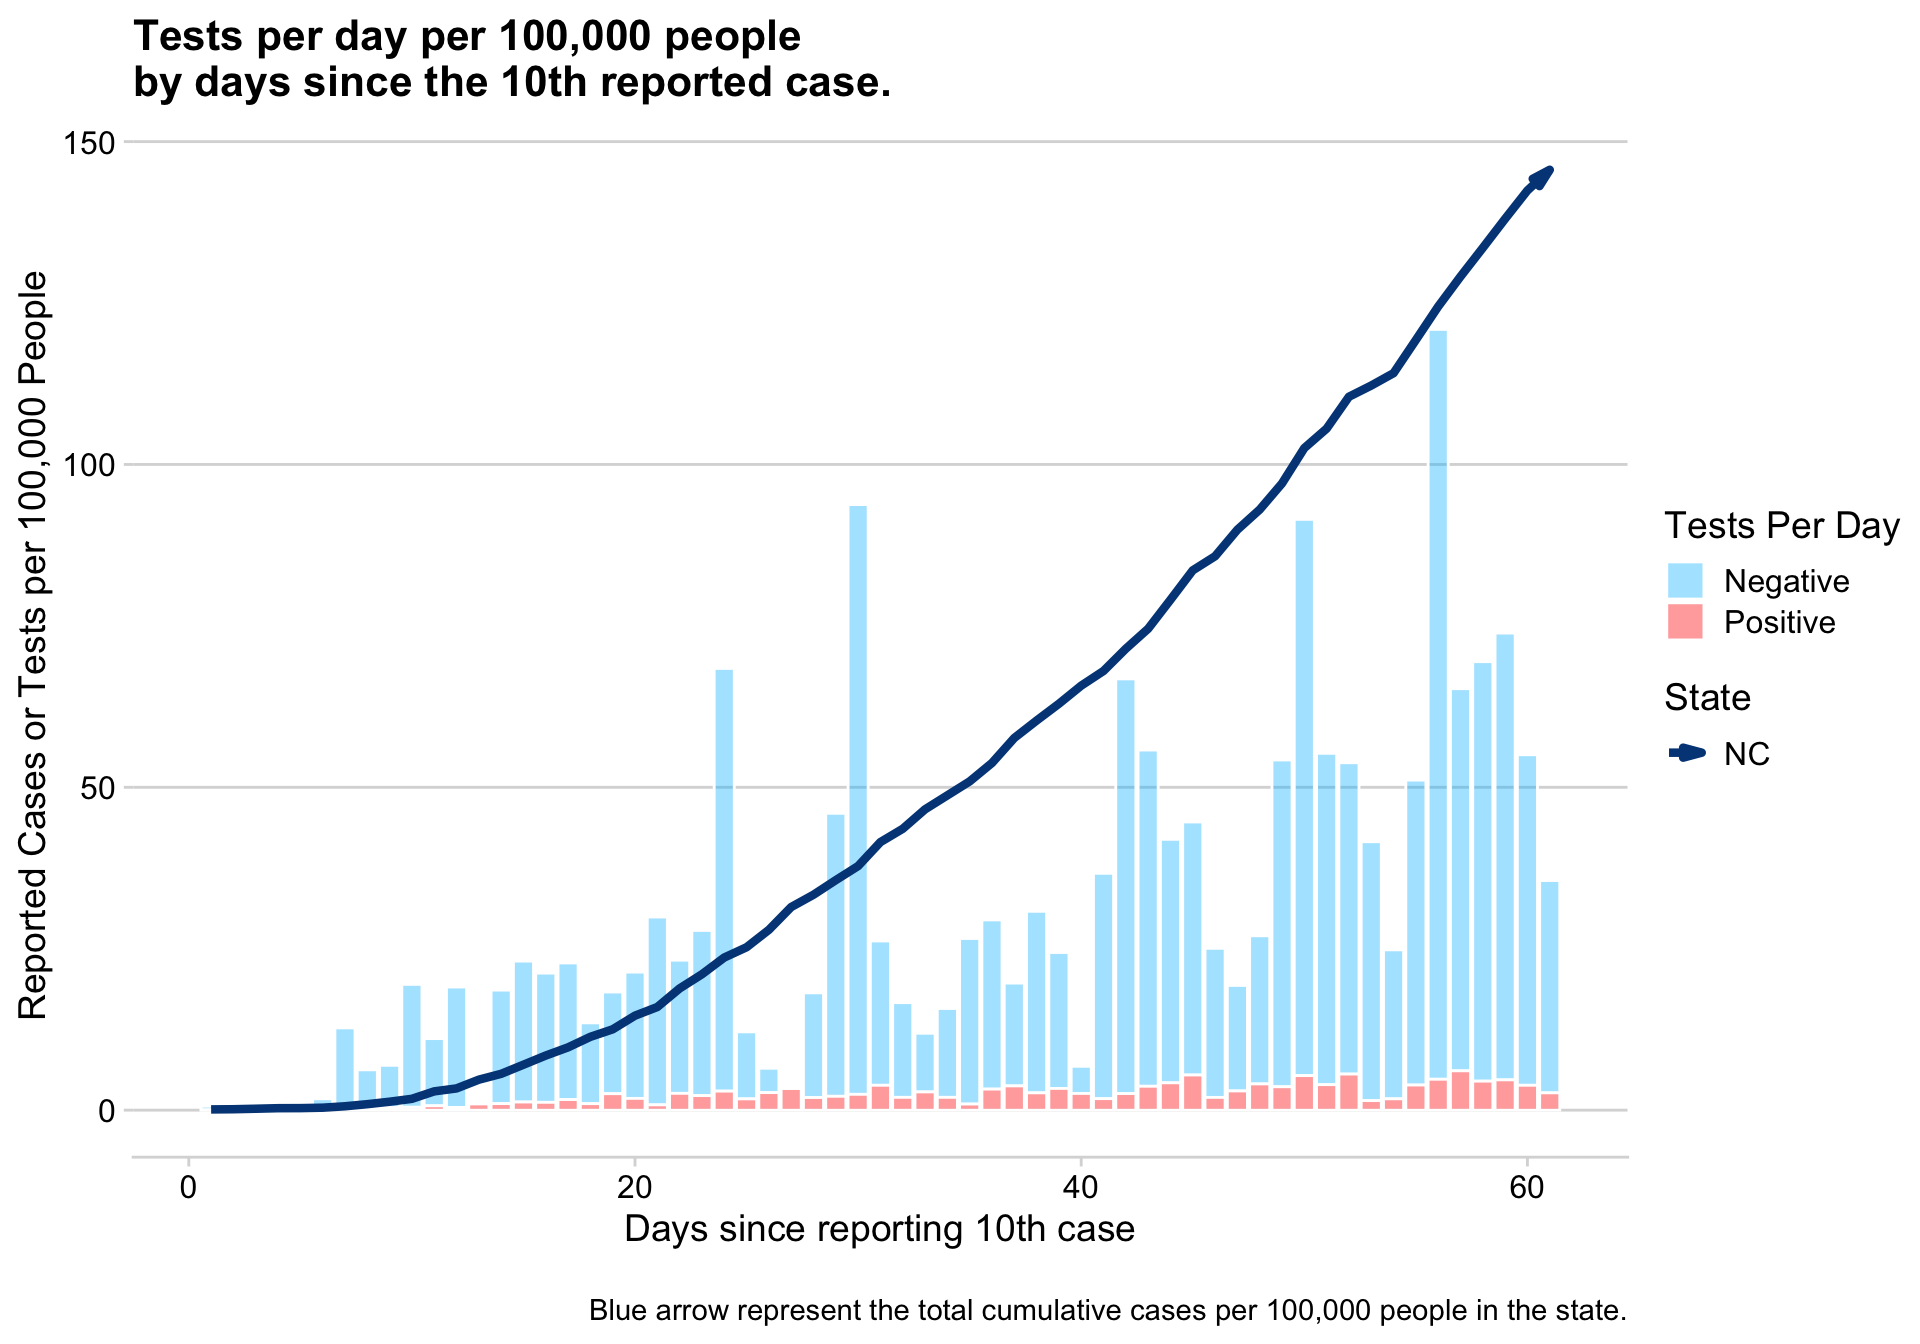 Tests per day per 100,000 people
by days since the 10th reported case.
Reported Cases or Tests per 100,000 People
150
100
50
0
0
20
40
60
Days since reporting 10th case
Tests Per Day
Negative
Positive
State
NC
Blue arrow represent the total cumulative cases per 100,000 people in the state.